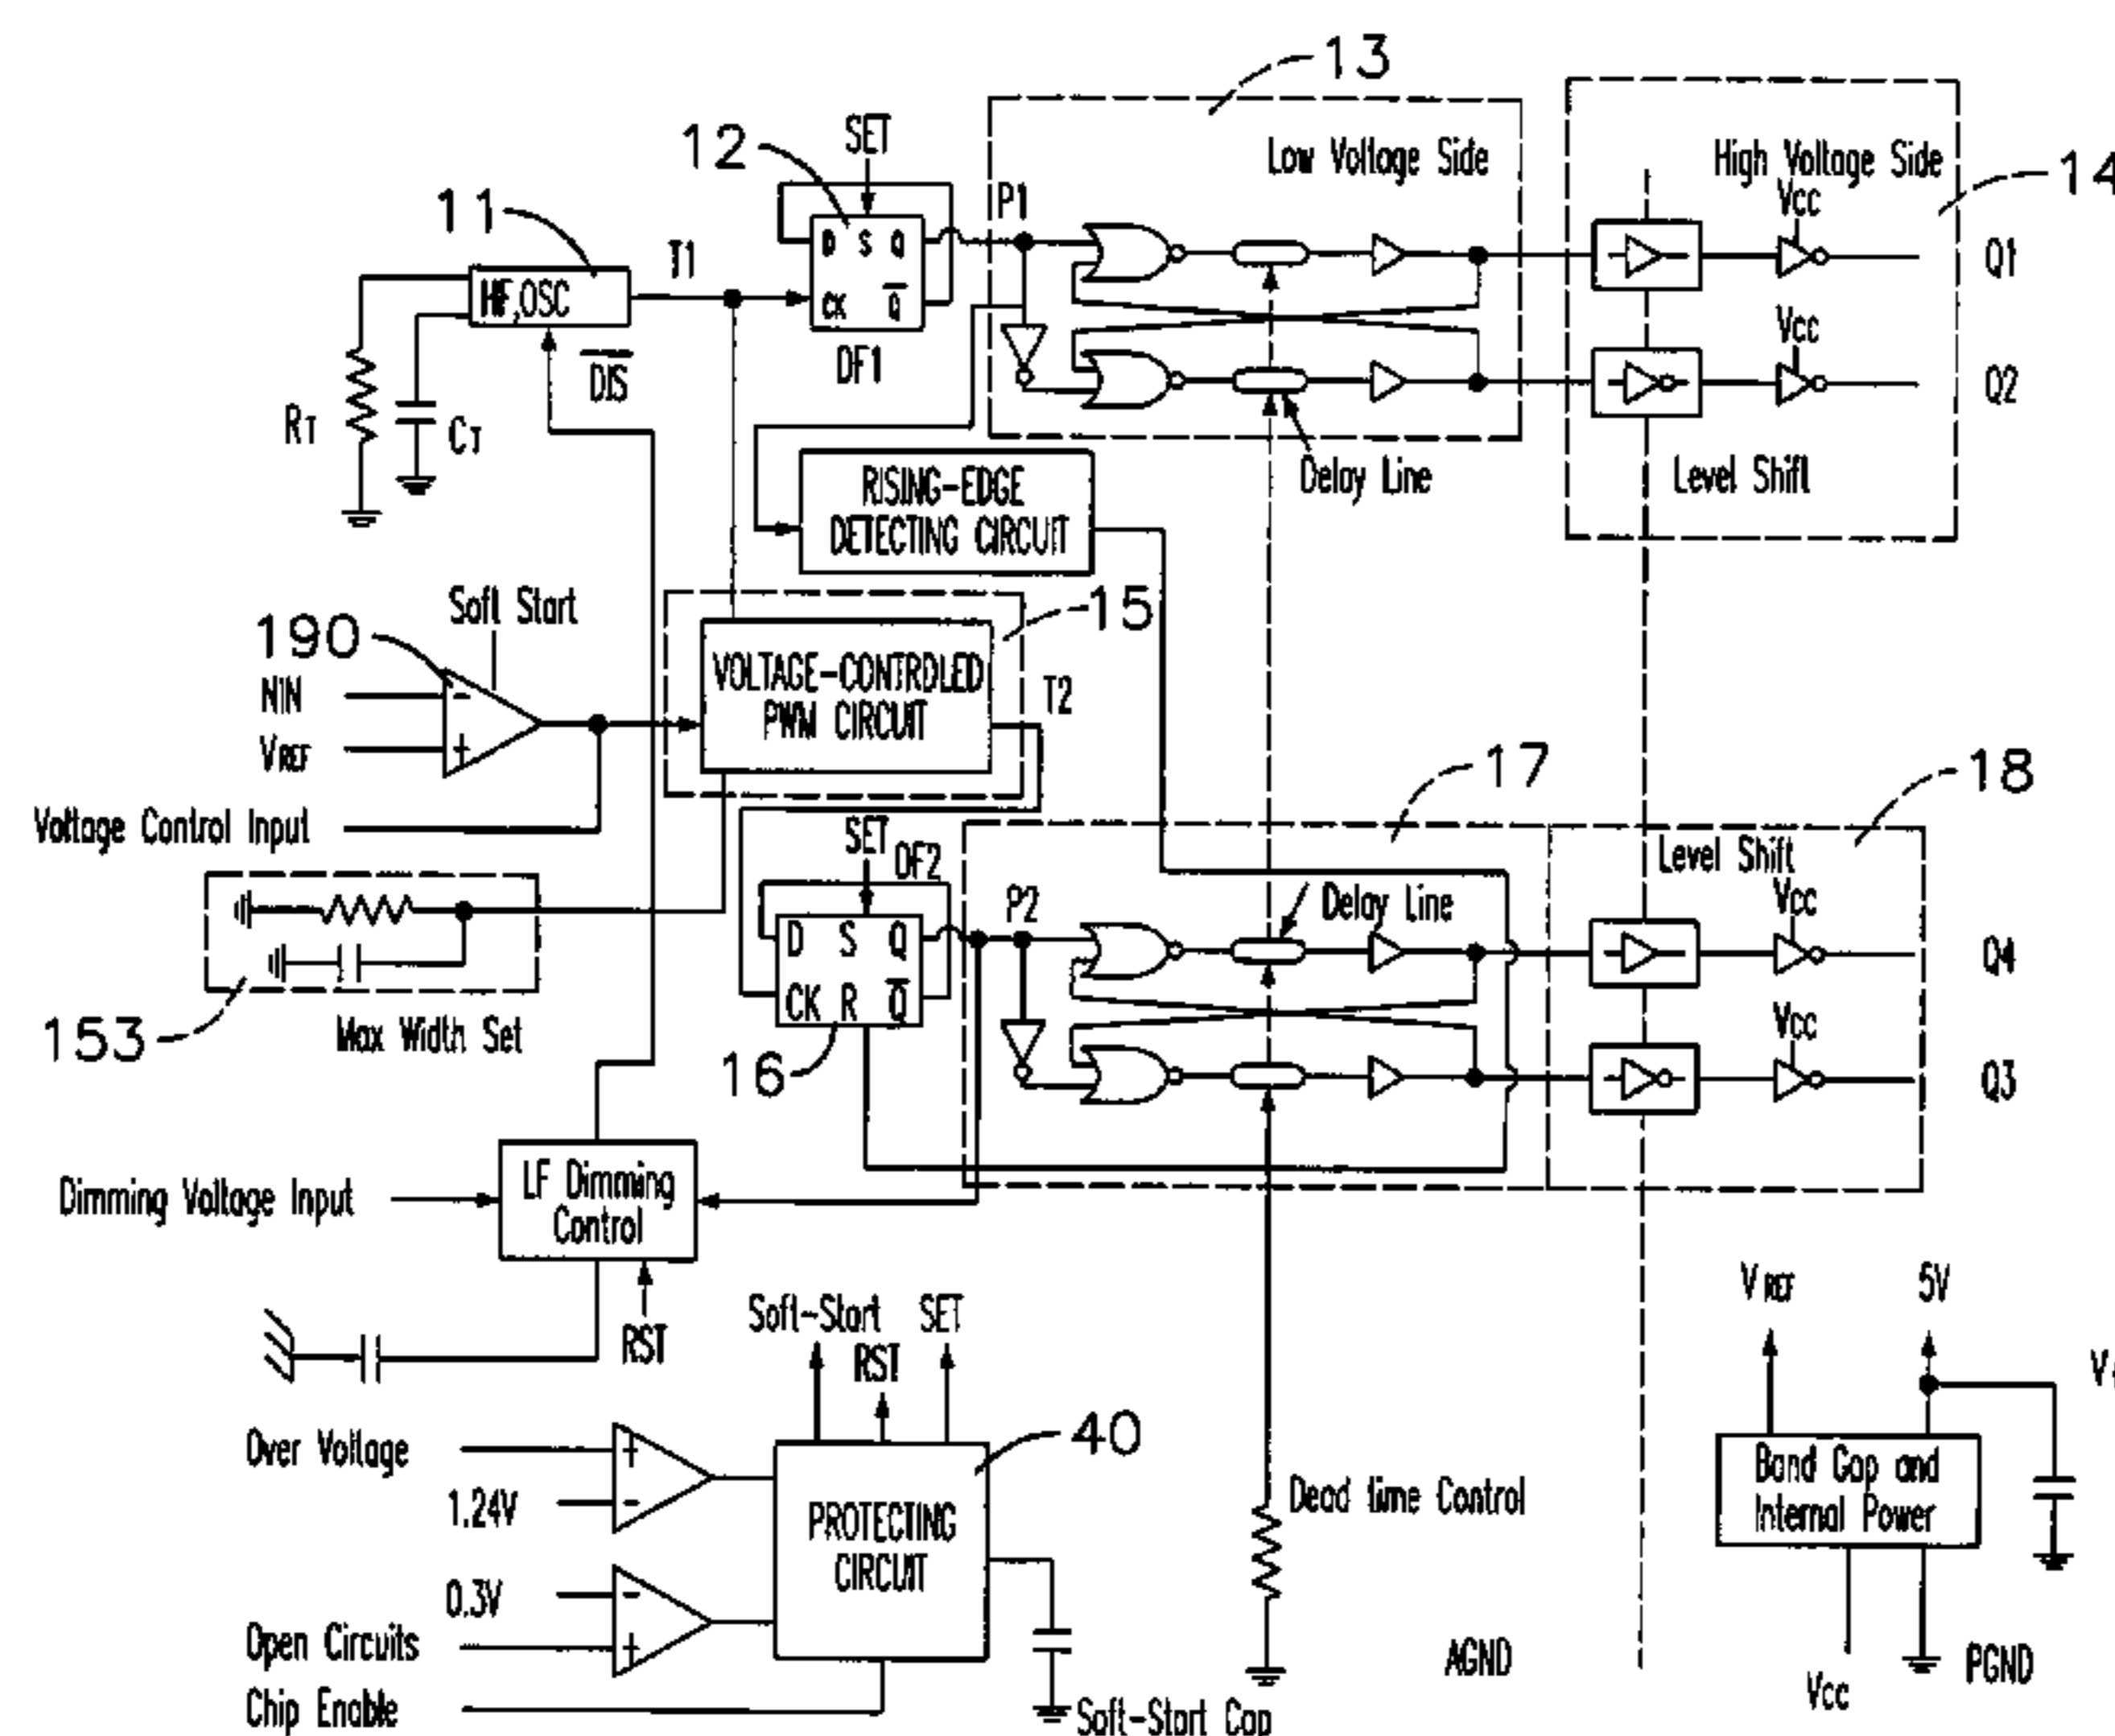 13
12
SET
Low Voltage Side
High Voltage Side
14
11
P1
Vcc
T1
D S Q
Q1
HF,OSC
CK Q
Vcc
DIS
DF1
Q2
RT
CT
RISING-EDGE
DETECTING CIRCUIT
Delay Line
Level Shift
Soft Start
15
190
NIN
-
VOLTAGE-CONTRDLED
PWM CIRCUIT
T2
VREF
+
17
18
Voltage Control Input
SET
DF2
Level Shift
P2
Delay Line
Vcc
D S Q
Q4
CK R Q
153
Max Width Set
16
Vcc
Q3
Dimming Voltage Input
LF Dimming
Control
RST
Soft-Start
SET
RST
VREF
5V
Over Voltage
+
40
1.24V
-
PROTECTING
CIRCUIT
Dead time Control
Band Gap and
Internal Power
0.3V
-
Open Circuits
+
AGND
PGND
Vcc
Chip Enable
Soft-Start Cap